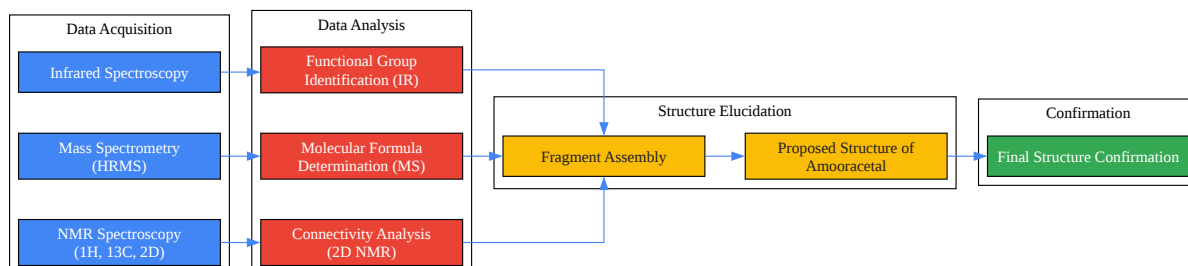 Data Acquisition
Infrared Spectroscopy
Mass Spectrometry
(HRMS)
NMR Spectroscopy
(1H, 13C, 2D)
Data Analysis
Functional Group
Identification (IR)
Molecular Formula
Determination (MS)
Connectivity Analysis
(2D NMR)
Structure Elucidation
Fragment Assembly
Proposed Structure of
Amooracetal
Confirmation
Final Structure Confirmation